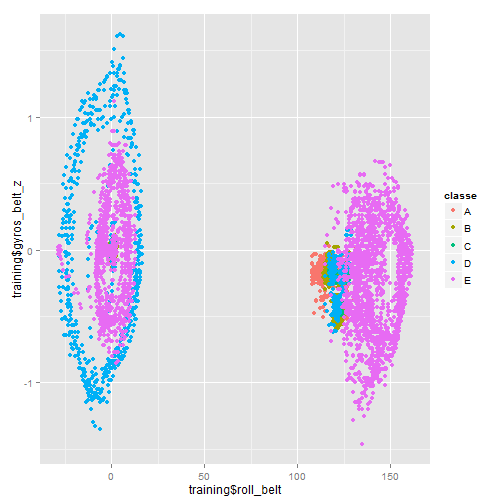 1
0
-1
training$gyros_belt_z
0
50
100
150
training$roll_belt
classe
A
B
C
D
E